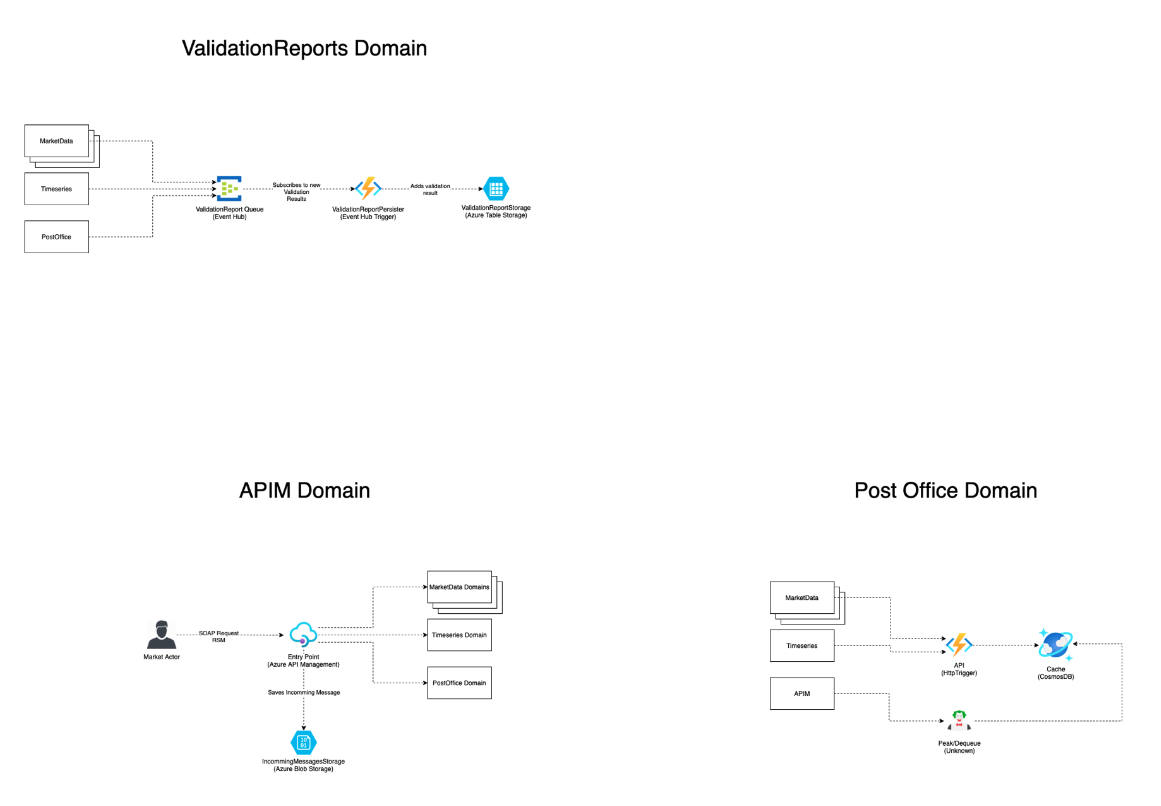 ValidationReports Domain
MarketData
Timeseries
PostOffice
ValidationReport Queue
(Event Hub)
Subscribes to new
Validation
Results
ValidationReportPersister
(Event Hub Trigger)
Adds validation
result
ValidationReportStorage
(Azure Table Storage)
APIM Domain
Market Actor
SOAP Request
RSM
Entry Point
(Azure API Management)
MarketData Domains
Timeseries Domain
PostOffice Domain
Saves Incomming Message
10
01
IncommingMessagesStorage
(Azure Blob Storage)
Post Office Domain
MarketData
Timeseries
APIM
API
(HttpTrigger)
Cache
(CosmosDB)
Peak/Dequeue
(Unknown)